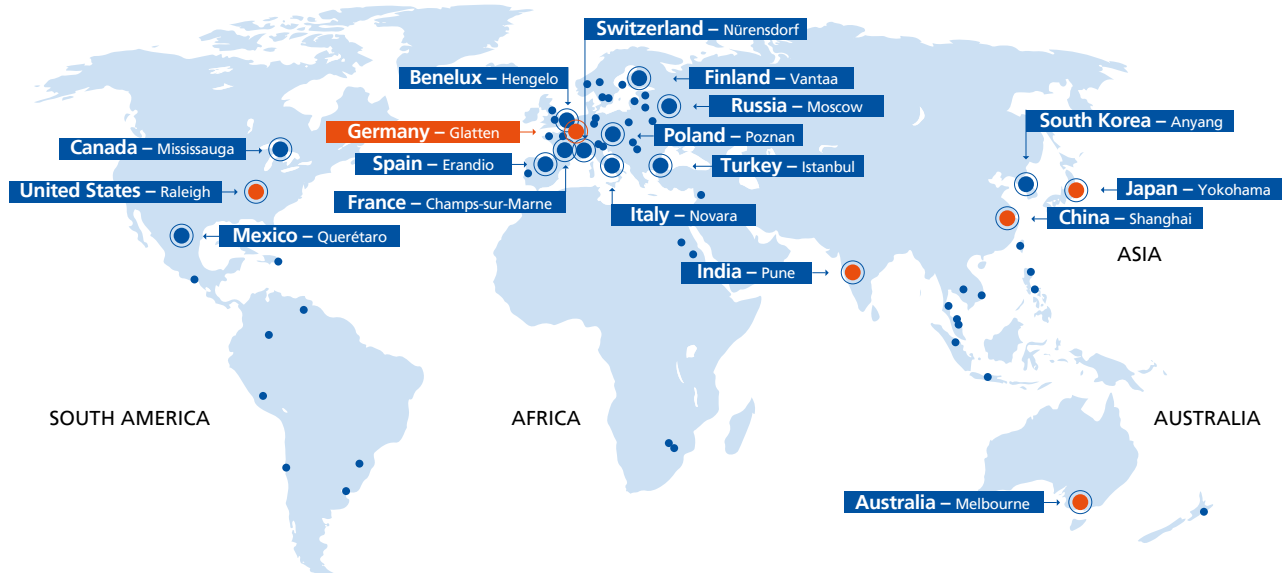 Switzerland – Nürensdorf
Benelux – Hengelo
Finland – Vantaa
Russia – Moscow
South Korea – Anyang
Germany – Glatten
Poland – Poznan
Canada – Mississauga
Spain – Erandio
Turkey – Istanbul
United States – Raleigh
Japan – Yokohama
France – Champs-sur-Marne
Italy – Novara
China – Shanghai
Mexico – Querétaro
ASIA
India – Pune
SOUTH AMERICA
AFRICA
AUSTRALIA
Australia – Melbourne